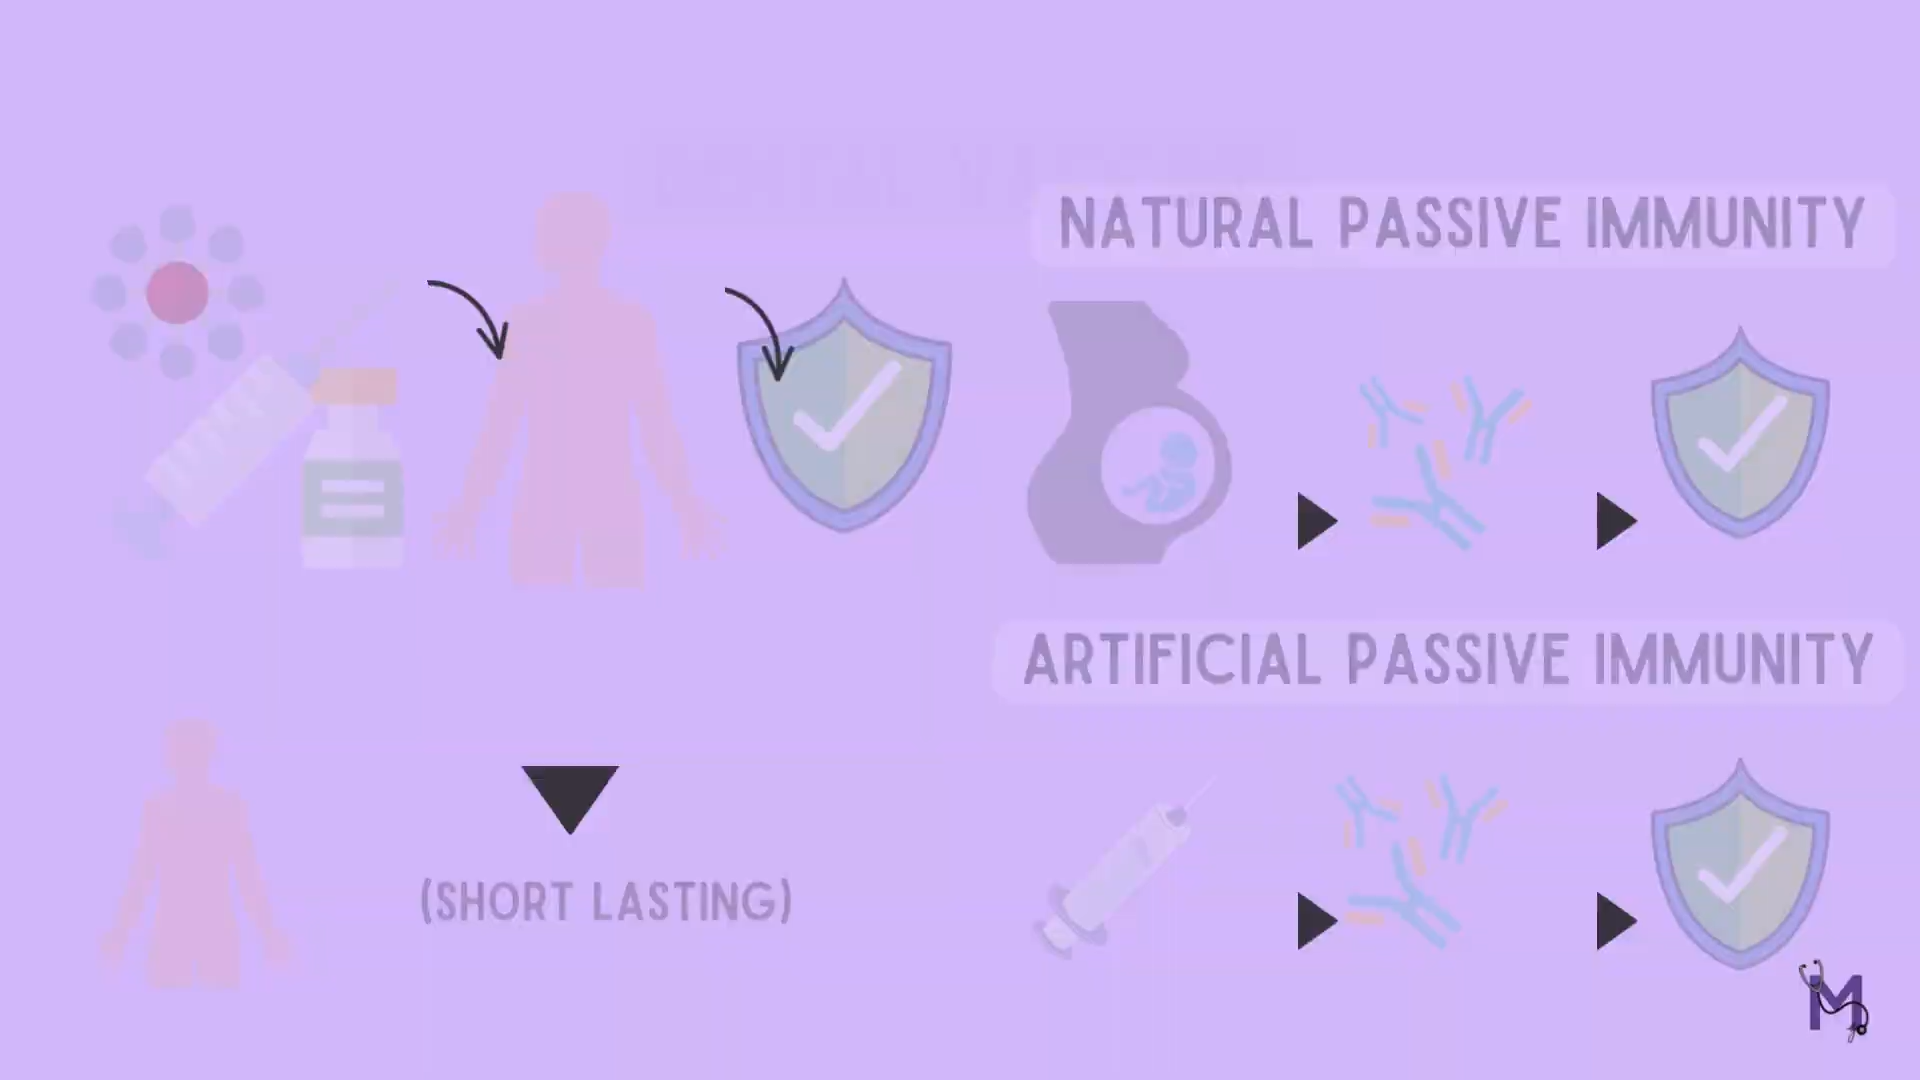 NATURAL PASSIVE IMMUNITY
ARTIFICIAL PASSIVE IMMUNITY
(SHORT LASTING)
M